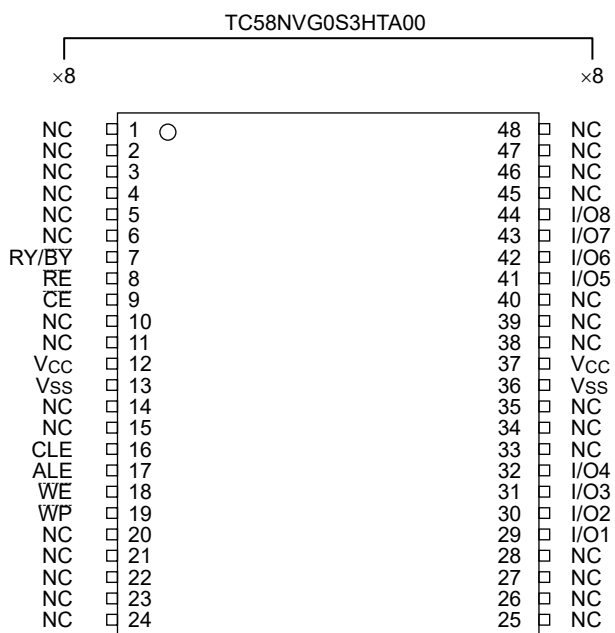 TC58NVG0S3HTA00
×8 ×8
NC 1 48 NC
NC 2 47 NC
NC 3 46 NC
NC 4 45 NC
NC 5 44 I/O8
NC 6 43 I/O7
RY/B̅Y̅ 7 42 I/O6
R̅E̅ 8 41 I/O5
C̅E̅ 9 40 NC
NC 10 39 NC
NC 11 38 NC
VCC 12 37 VCC
VSS 13 36 VSS
NC 14 35 NC
NC 15 34 NC
CLE 16 33 NC
ALE 17 32 I/O4
W̅E̅ 18 31 I/O3
W̅P̅ 19 30 I/O2
NC 20 29 I/O1
NC 21 28 NC
NC 22 27 NC
NC 23 26 NC
NC 24 25 NC